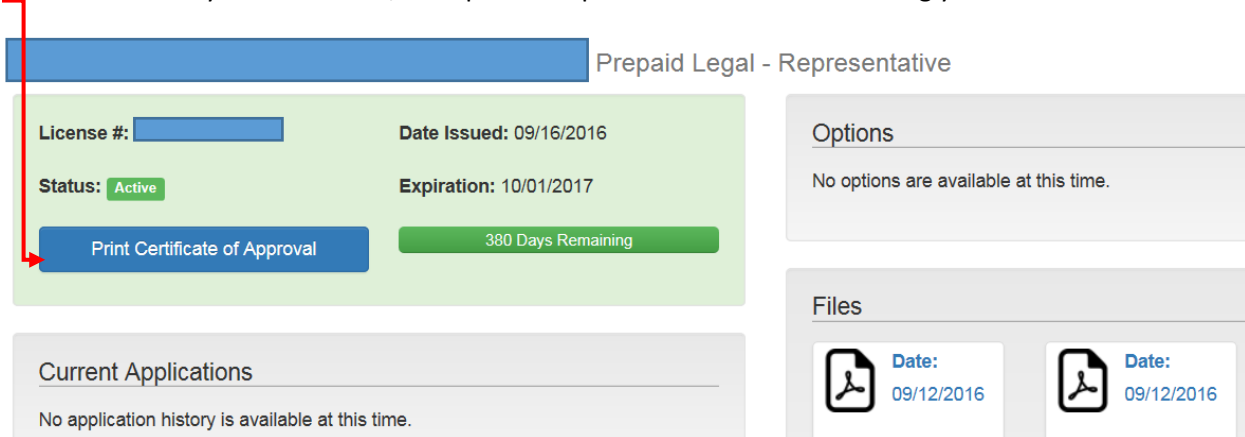 Prepaid Legal - Representative
License #:
Date Issued: 09/16/2016
Status: Active
Expiration: 10/01/2017
Print Certificate of Approval
380 Days Remaining
Current Applications
No application history is available at this time.
Options
No options are available at this time.
Files
Date:
09/12/2016
Date:
09/12/2016